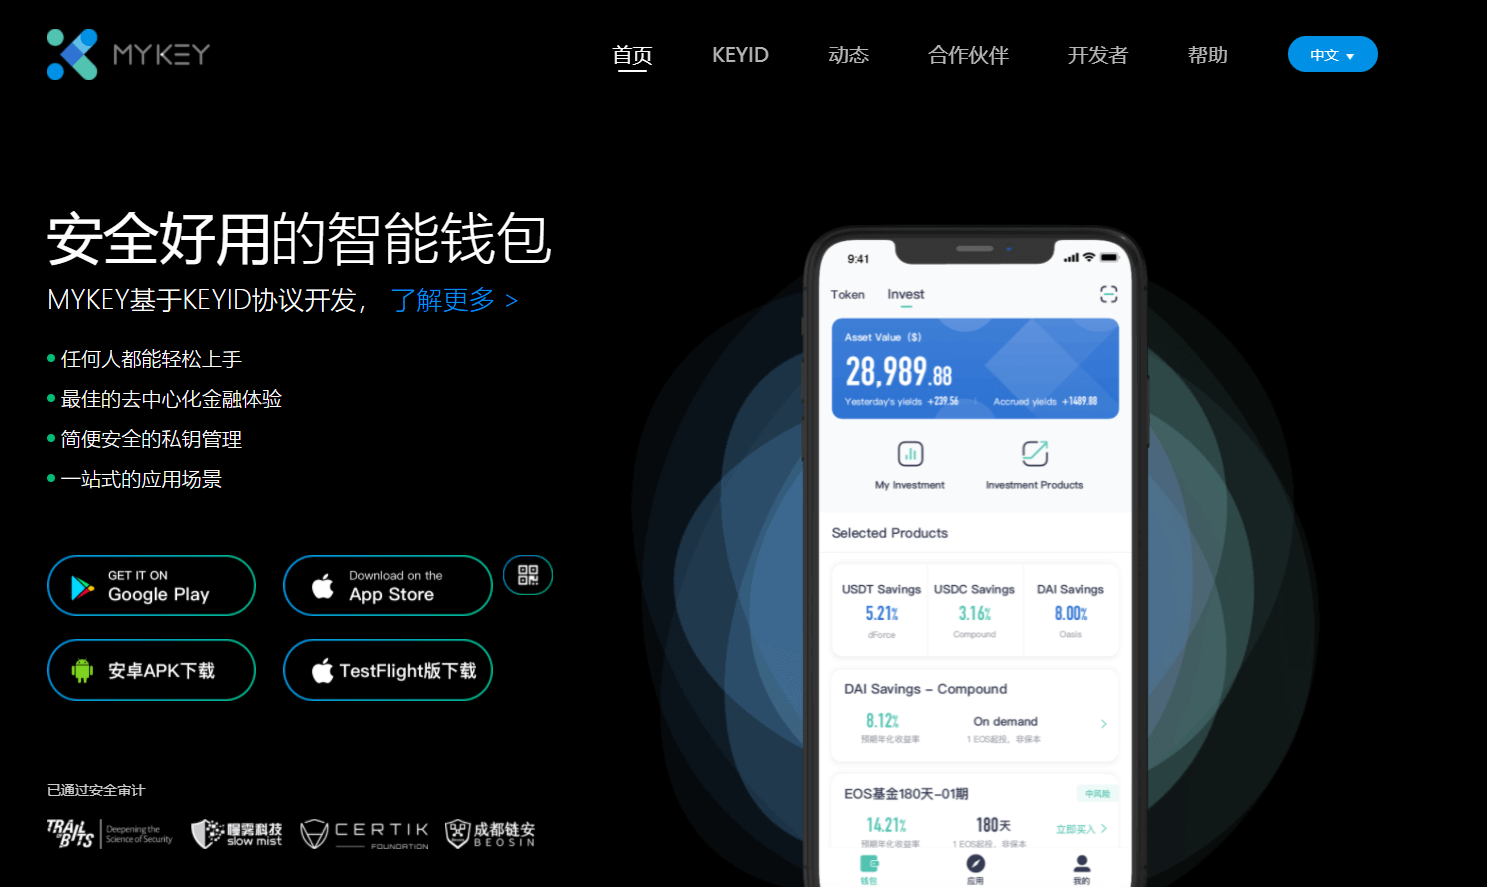 MYKEY
首页 KEYID 动态 合作伙伴 开发者 帮助 中文
安全好用的智能钱包
MYKEY基于KEYID协议开发， 了解更多 >
任何人都能轻松上手
最佳的去中心化金融体验
简便安全的私钥管理
一站式的应用场景
GET IT ON
Google Play
Download on the
App Store
安卓APK下载
TestFlight版下载
已通过安全审计
TRAIL OF BITS
Deepening the
Science of Security
慢雾科技
slow mist
CERTIK
FOUNDATION
成都链安
BEOSIN
9:41
Token Invest
Asset Value ($)
28,989.88
Yesterday's yields +239.56 Accrued yields +1489.88
My Investment Investment Products
Selected Products
USDT Savings USDC Savings DAI Savings
5.21% 3.16% 8.00%
dForce Compound Oasis
DAI Savings – Compound
8.12% On demand
预期年化收益率 1 EOS起投，非保本
EOS基金180天–01期 中风险
14.21% 180天 立即买入
预期年化收益率 1 EOS起投、非保本
钱包 应用 我的